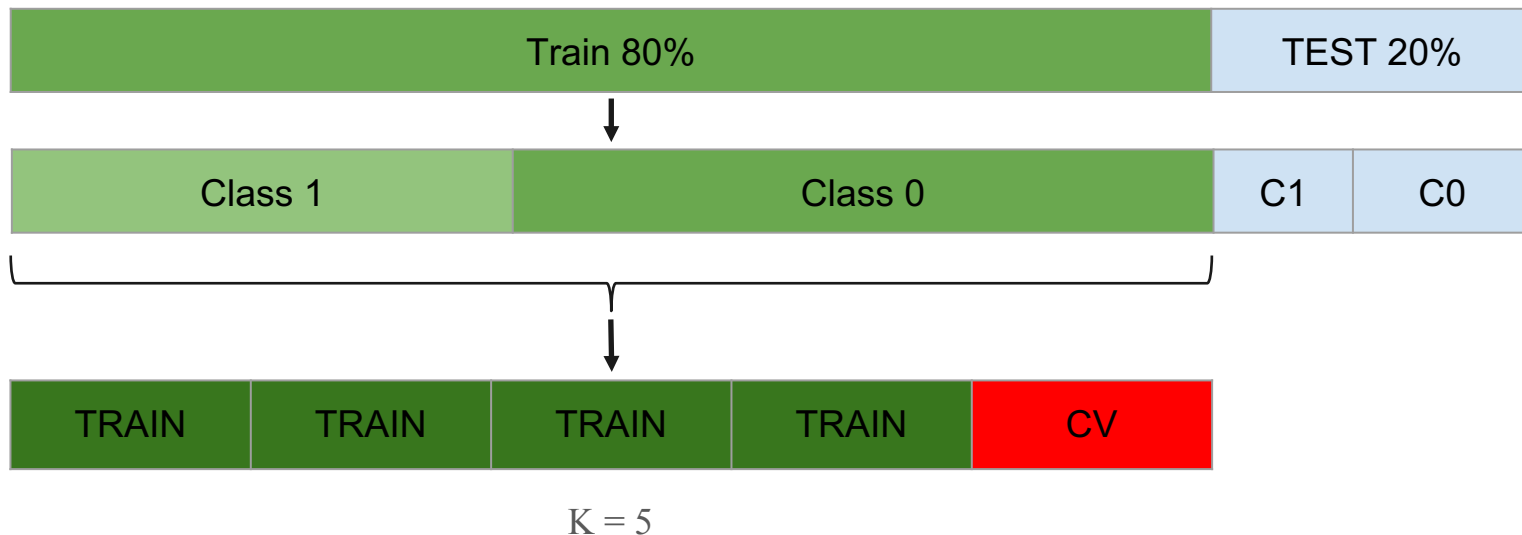 Train 80% TEST 20%
Class 1 Class 0 C1 C0
TRAIN TRAIN TRAIN TRAIN CV
K = 5